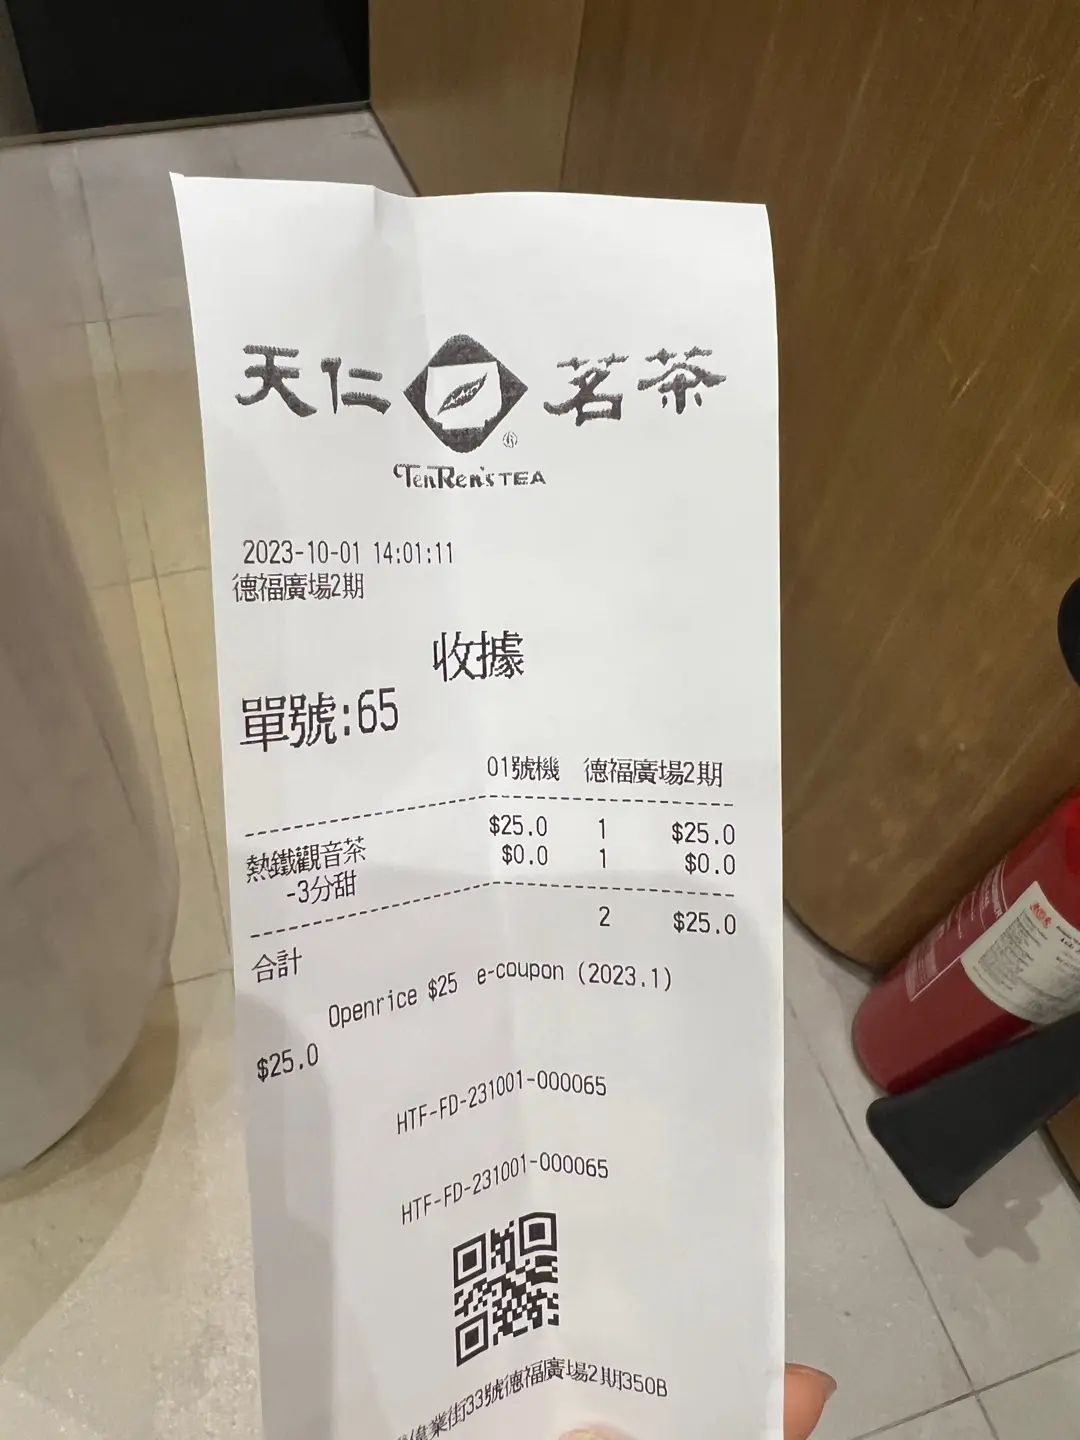 天仁茗茶
TenRen's TEA
2023-10-01 14:01:11
德福廣場2期
收據
單號:65
01號機 德福廣場2期
熱鐵觀音茶 $25.0 1 $25.0
-3分甜 $0.0 1 $0.0
合計 2 $25.0
Openrice $25 e-coupon (2023.1)
$25.0
HTF-FD-231001-000065
HTF-FD-231001-000065
偉業街33號德福廣場2期350B